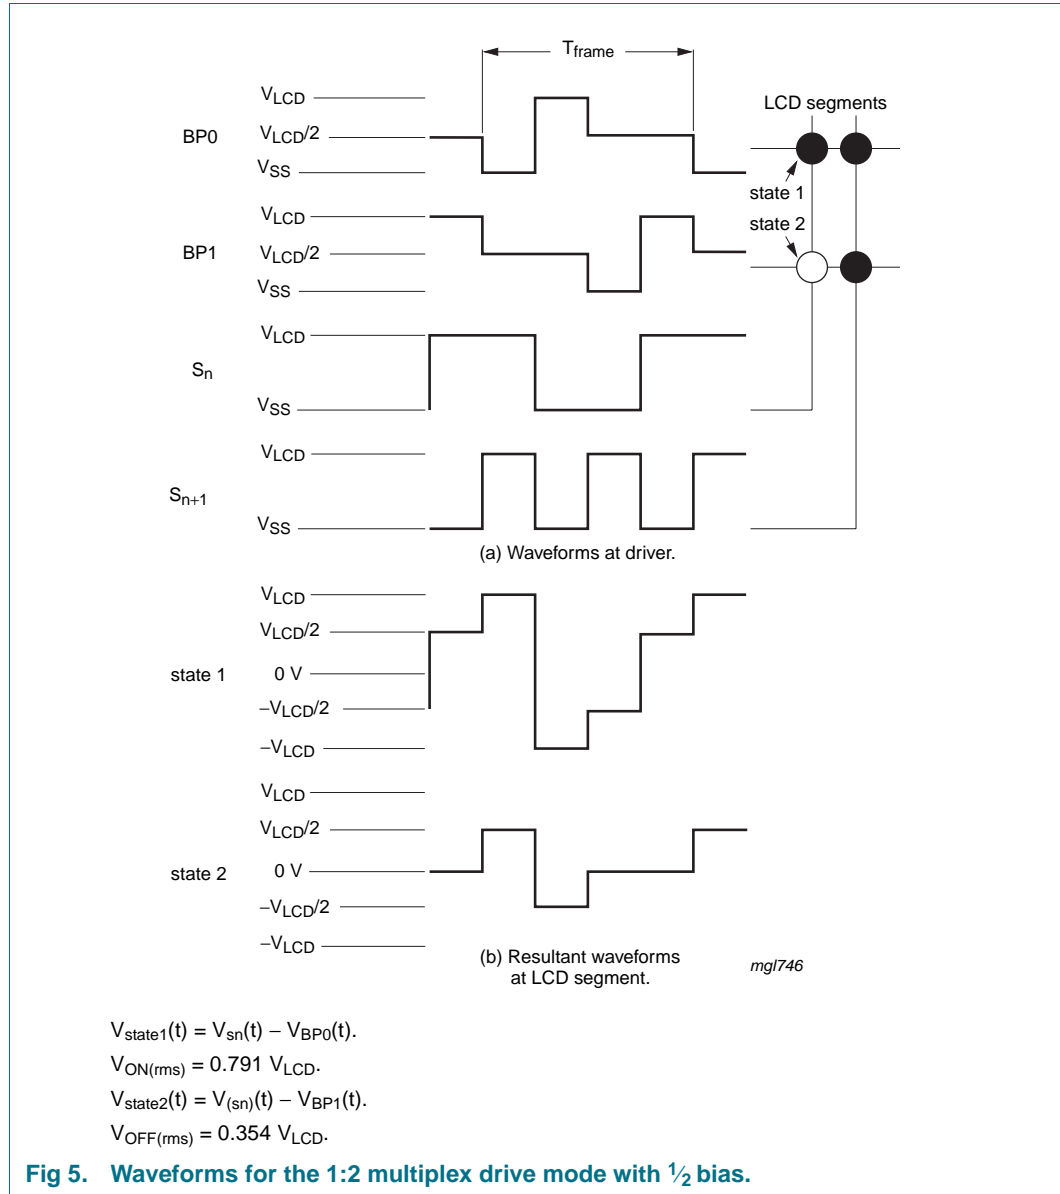 T_frame
V_LCD
BP0
V_LCD/2
V_SS
LCD segments
state 1
state 2
V_LCD
BP1
V_LCD/2
V_SS
V_LCD
S_n
V_SS
V_LCD
S_n+1
V_SS
(a) Waveforms at driver.
V_LCD
V_LCD/2
state 1
0 V
−V_LCD/2
−V_LCD
V_LCD
V_LCD/2
state 2
0 V
−V_LCD/2
−V_LCD
(b) Resultant waveforms
at LCD segment.
mgl746
V_state1(t) = V_sn(t) − V_BP0(t).
V_ON(rms) = 0.791 V_LCD.
V_state2(t) = V_(sn)(t) − V_BP1(t).
V_OFF(rms) = 0.354 V_LCD.
Fig 5. Waveforms for the 1:2 multiplex drive mode with 1⁄2 bias.